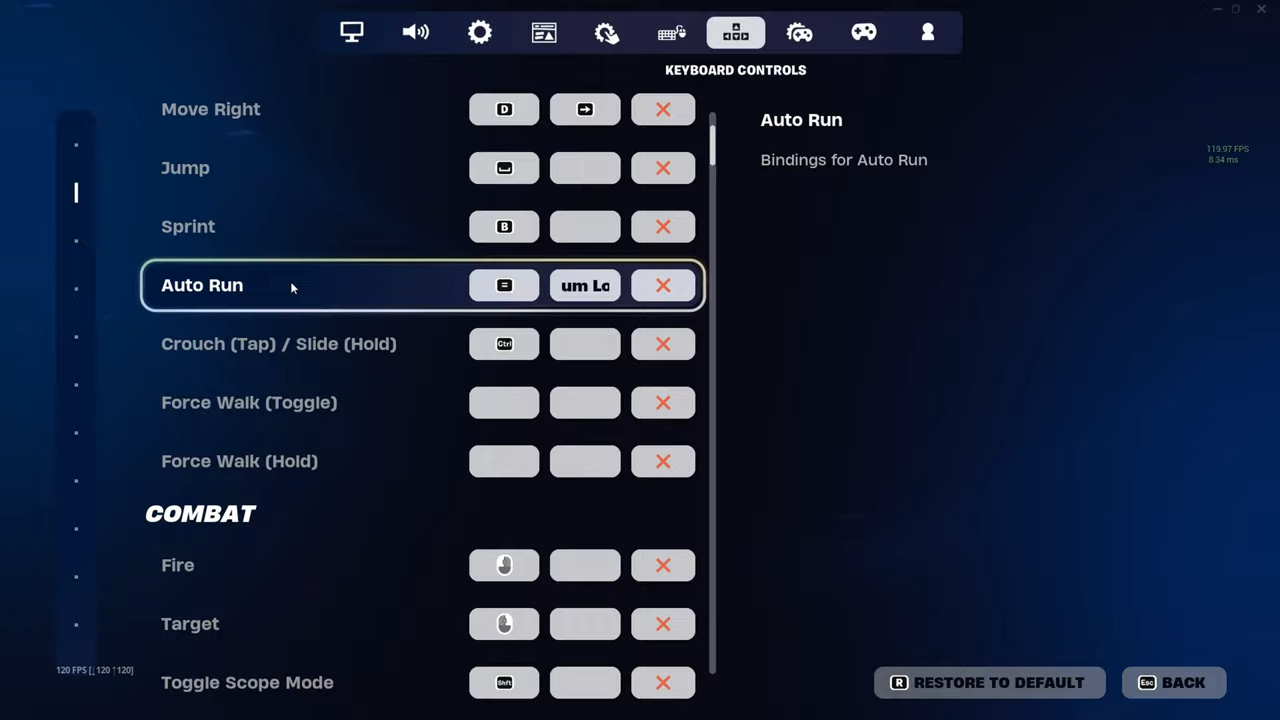 KEYBOARD CONTROLS
Move Right D →
Auto Run
Bindings for Auto Run
119.97 FPS
8.34 ms
Jump
Sprint B
Auto Run = um Lo
Crouch (Tap) / Slide (Hold) Ctrl
Force Walk (Toggle)
Force Walk (Hold)
COMBAT
Fire
Target
Toggle Scope Mode Shft
120 FPS [↓120 ↑120]
R RESTORE TO DEFAULT
Esc BACK